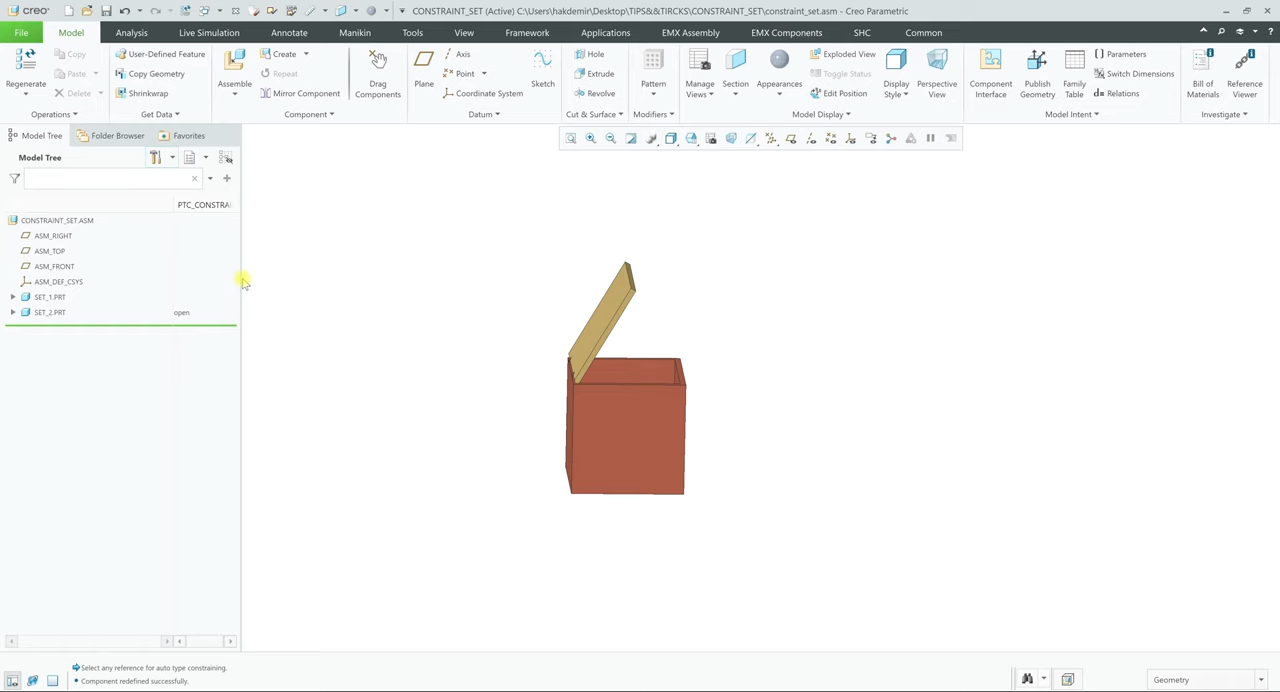 creo
CONSTRAINT_SET (Active) C:\Users\hakdemir\Desktop\TIPS&&TIRCKS\CONSTRAINT_SET\constraint_set.asm - Creo Parametric
File Model Analysis Live Simulation Annotate Manikin Tools View Framework Applications EMX Assembly EMX Components SHC Common
Regenerate
Copy
Paste
Delete
Operations
User-Defined Feature
Copy Geometry
Shrinkwrap
Get Data
Assemble
Create
Repeat
Mirror Component
Component
Drag Components
Plane
Axis
Point
Coordinate System
Sketch
Datum
Hole
Extrude
Revolve
Cut & Surface
Pattern
Modifiers
Manage Views
Section
Appearances
Exploded View
Toggle Status
Edit Position
Display Style
Perspective View
Model Display
Component Interface
Publish Geometry
Family Table
Parameters
Switch Dimensions
d= Relations
Model Intent
Bill of Materials
Reference Viewer
Investigate
Model Tree Folder Browser Favorites
Model Tree
PTC_CONSTRAI
CONSTRAINT_SET.ASM
ASM_RIGHT
ASM_TOP
ASM_FRONT
ASM_DEF_CSYS
SET_1.PRT
SET_2.PRT open
Select any reference for auto type constraining.
• Component redefined successfully.
Geometry